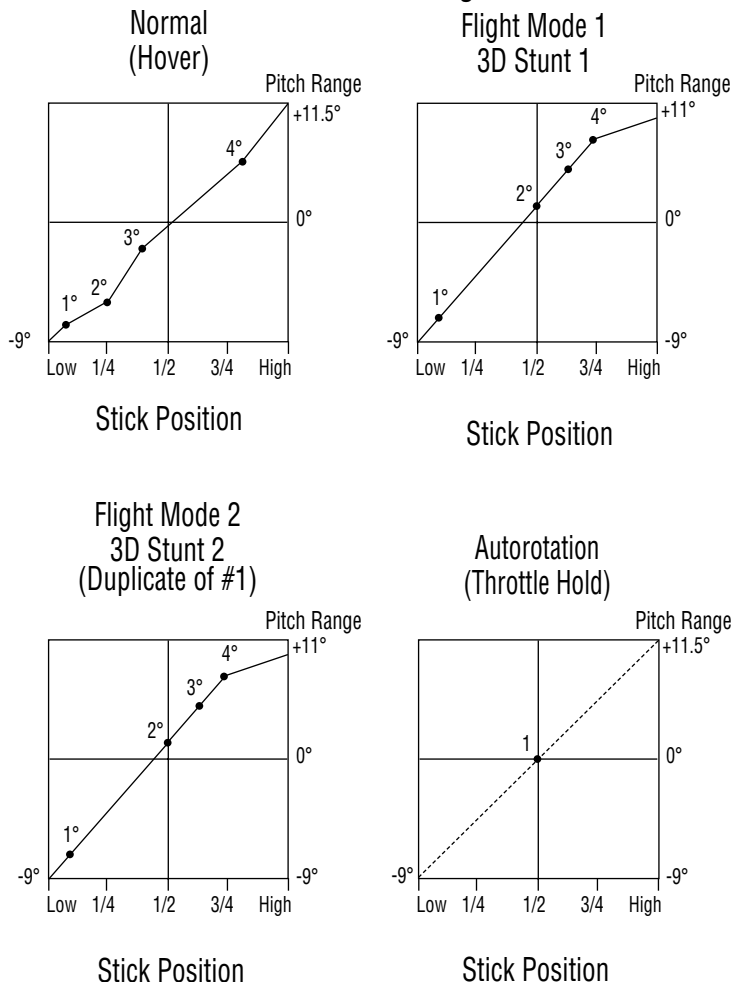 Normal
(Hover)
Pitch Range
+11.5°
4°
3°
0°
2°
1°
-9°
Low 1/4 1/2 3/4 High
Stick Position
Flight Mode 1
3D Stunt 1
Pitch Range
+11°
4°
3°
2°
0°
1°
-9° -9°
Low 1/4 1/2 3/4 High
Stick Position
Flight Mode 2
3D Stunt 2
(Duplicate of #1)
Pitch Range
+11°
4°
3°
2°
0°
1°
-9° -9°
Low 1/4 1/2 3/4 High
Stick Position
Autorotation
(Throttle Hold)
Pitch Range
+11.5°
1
0°
-9° -9°
Low 1/4 1/2 3/4 High
Stick Position